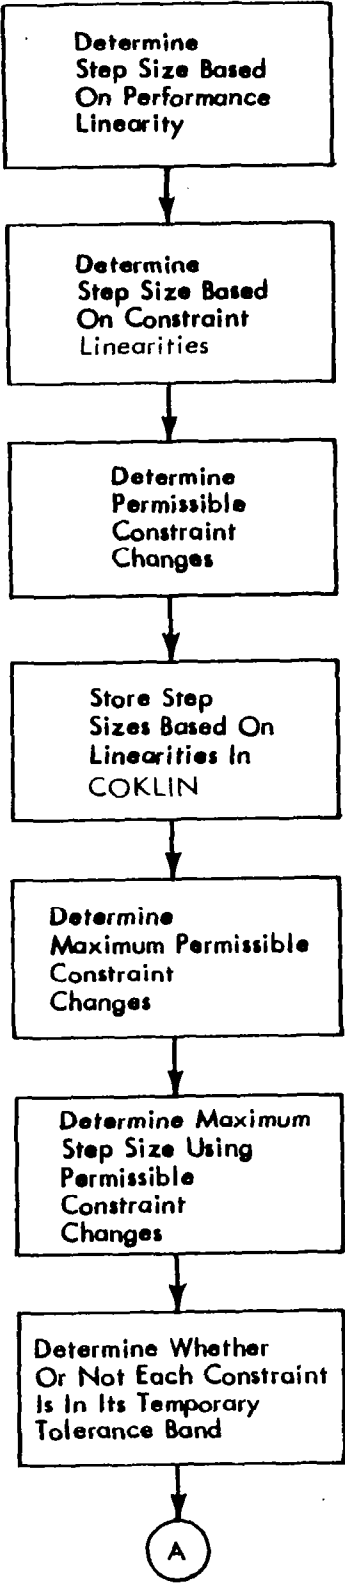 Determine
Step Size Based
On Performance
Linearity
Determine
Step Size Based
On Constraint
Linearities
Determine
Permissible
Constraint
Changes
Store Step
Sizes Based On
Linearities In
COKLIN
Determine
Maximum Permissible
Constraint
Changes
Determine Maximum
Step Size Using
Permissible
Constraint
Changes
Determine Whether
Or Not Each Constraint
Is In Its Temporary
Tolerance Band
A